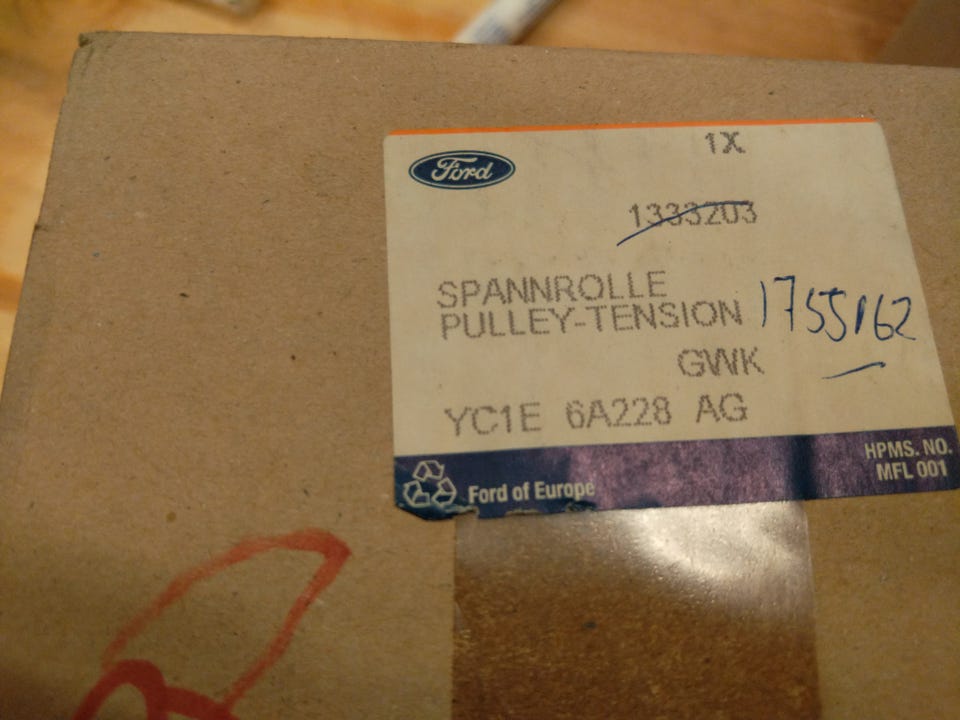 Ford
1X
1333203
SPANNROLLE
PULLEY-TENSION 1755162
GWK
YC1E 6A228 AG
HPMS. NO.
MFL 001
Ford of Europe